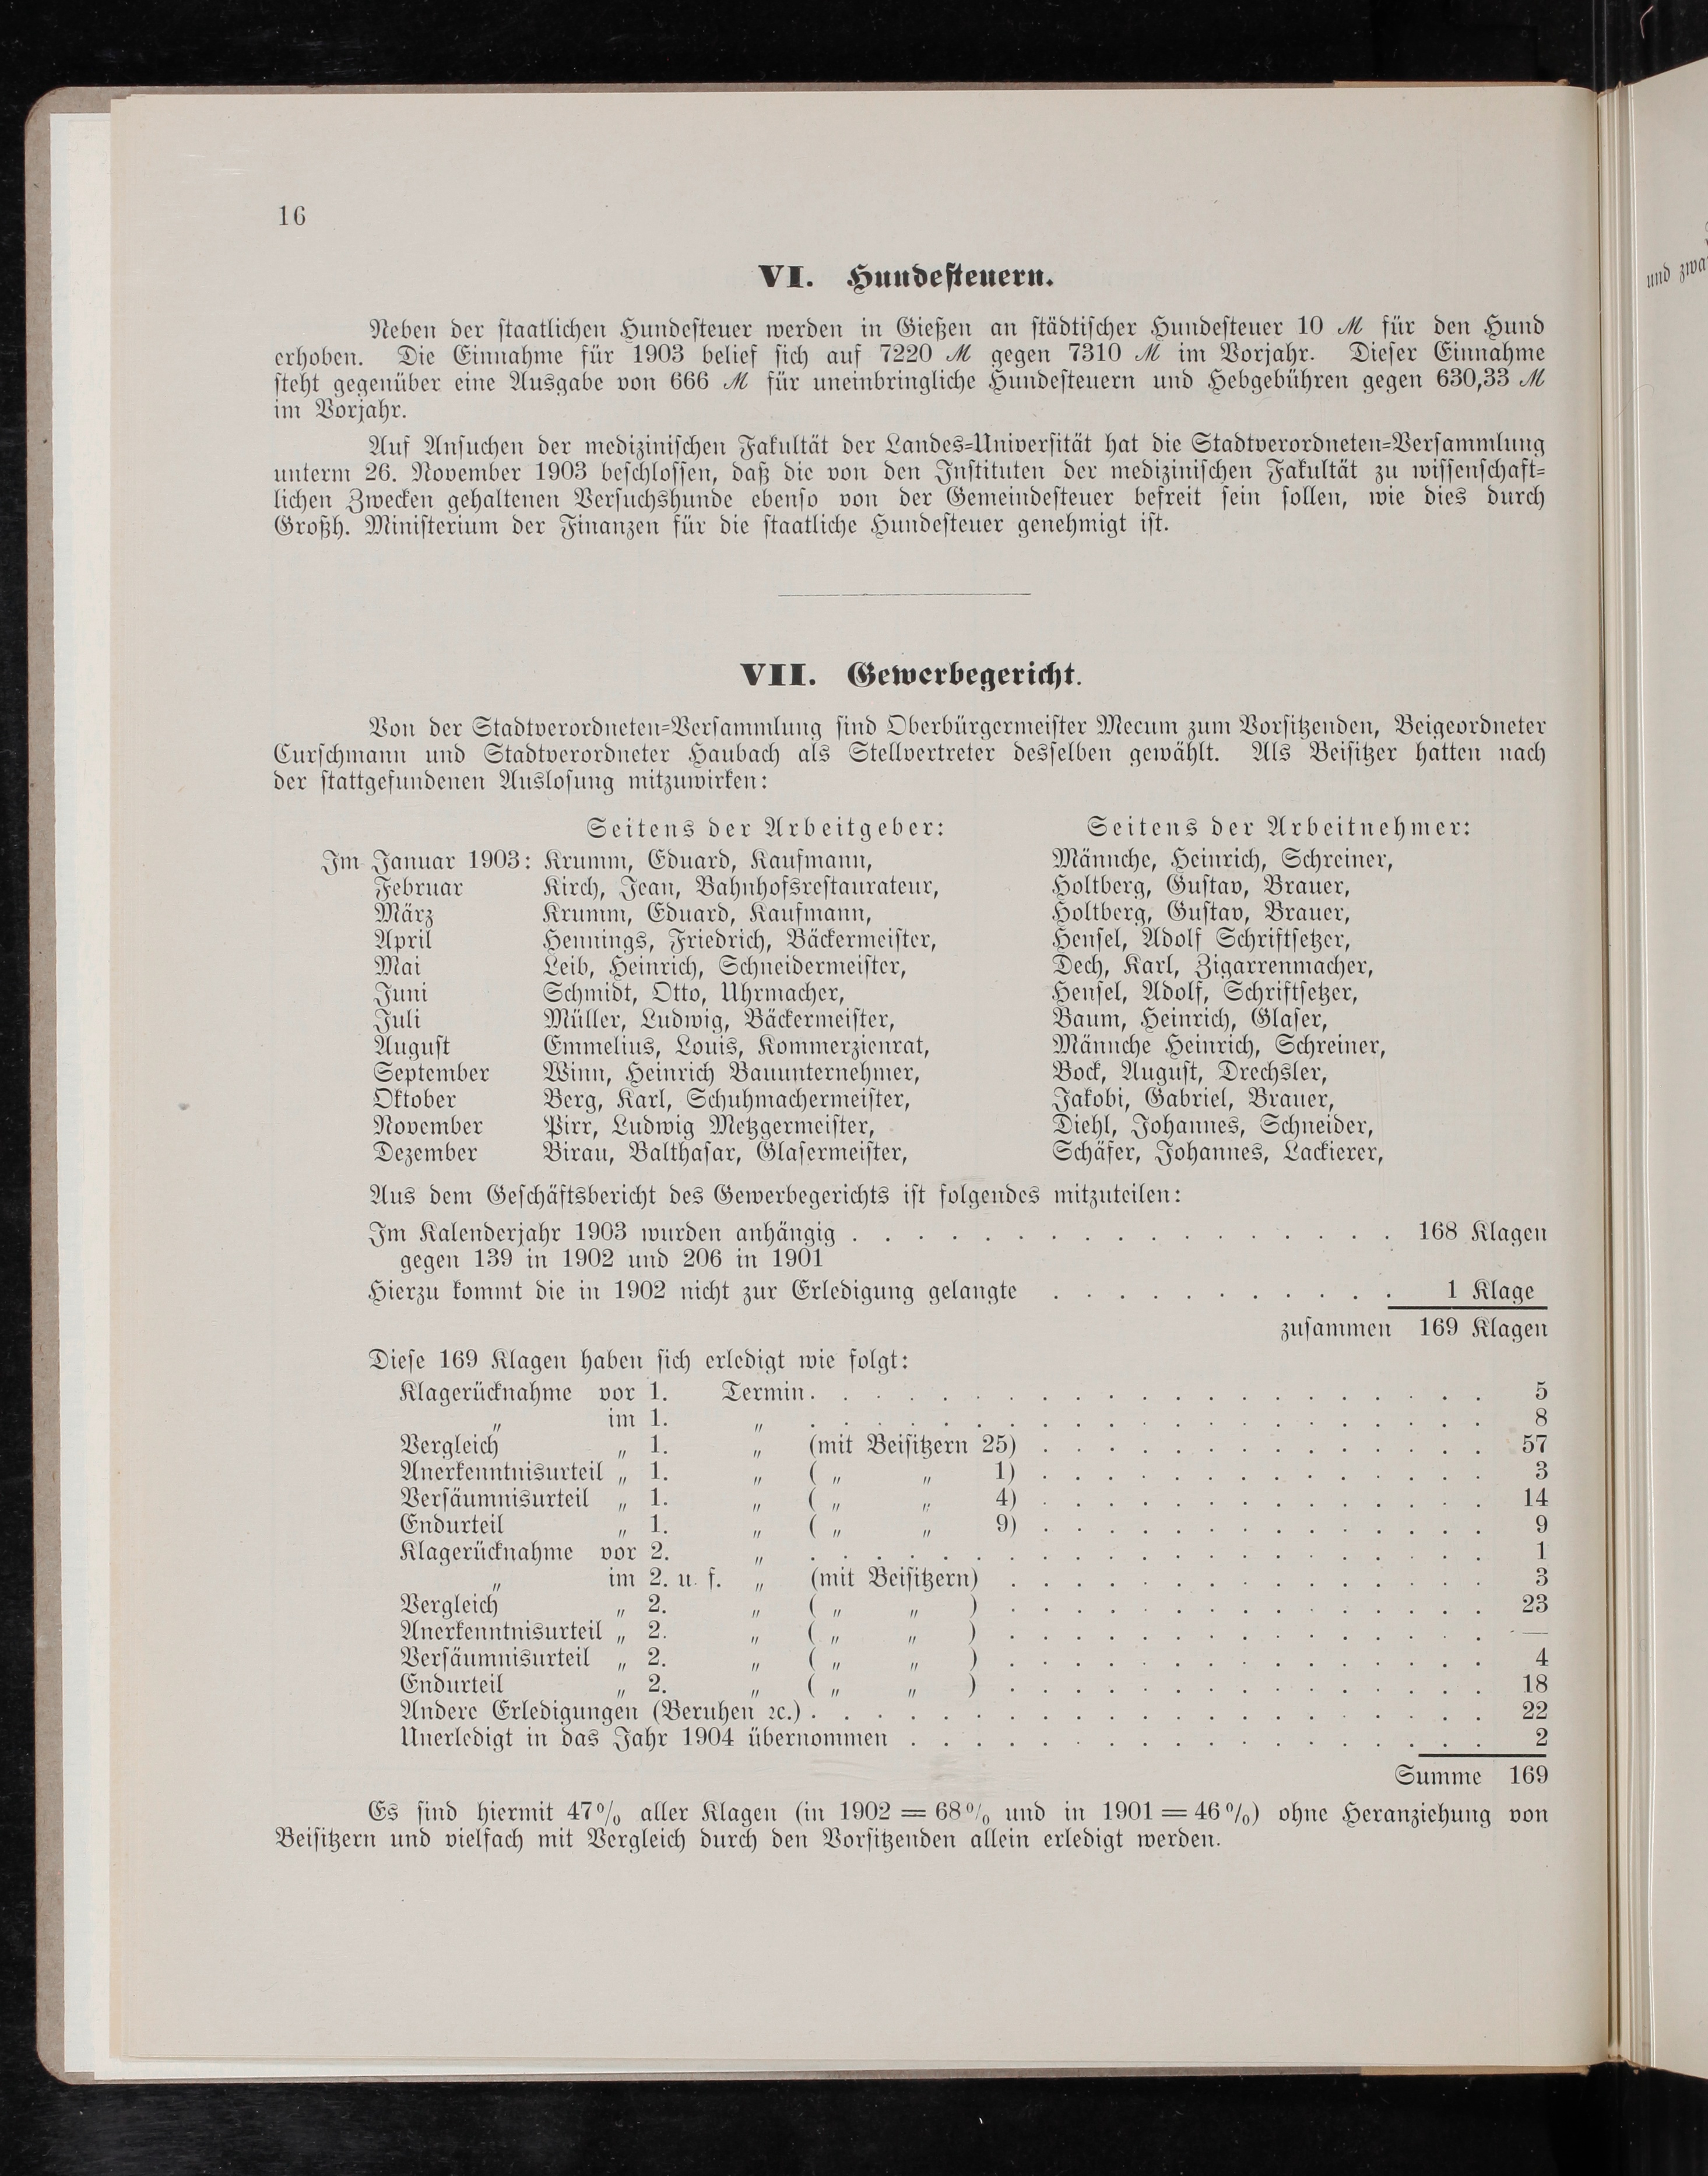 16
VI. Hundesteuern.
Neben der staatlichen Hundesteuer werden in Gießen an städtischer Hundesteuer 10 ℳ für den Hund
erhoben. Die Einnahme für 1903 belief sich auf 7220 ℳ gegen 7310 ℳ im Vorjahr. Dieser Einnahme
steht gegenüber eine Ausgabe von 666 ℳ für uneinbringliche Hundesteuern und Hebgebühren gegen 630,33 ℳ
im Vorjahr.
Auf Ansuchen der medizinischen Fakultät der Landes-Universität hat die Stadtverordneten-Versammlung
unterm 26. November 1903 beschlossen, daß die von den Instituten der medizinischen Fakultät zu wissenschaft-
lichen Zwecken gehaltenen Versuchshunde ebenso von der Gemeindesteuer befreit sein sollen, wie dies durch
Großh. Ministerium der Finanzen für die staatliche Hundesteuer genehmigt ist.
VII. Gewerbegericht.
Von der Stadtverordneten-Versammlung sind Oberbürgermeister Mecum zum Vorsitzenden, Beigeordneter
Curschmann und Stadtverordneter Haubach als Stellvertreter desselben gewählt. Als Beisitzer hatten nach
der stattgefundenen Auslosung mitzuwirken:
Seitens der Arbeitgeber: Seitens der Arbeitnehmer:
Im Januar 1903: Krumm, Eduard, Kaufmann, Männche, Heinrich, Schreiner,
Februar Kirch, Jean, Bahnhofsrestaurateur, Holtberg, Gustav, Brauer,
März Krumm, Eduard, Kaufmann, Holtberg, Gustav, Brauer,
April Hennings, Friedrich, Bäckermeister, Hensel, Adolf Schriftsetzer,
Mai Leib, Heinrich, Schneidermeister, Dech, Karl, Zigarrenmacher,
Juni Schmidt, Otto, Uhrmacher, Hensel, Adolf, Schriftsetzer,
Juli Müller, Ludwig, Bäckermeister, Baum, Heinrich, Glaser,
August Emmelius, Louis, Kommerzienrat, Männche Heinrich, Schreiner,
September Winn, Heinrich Bauunternehmer, Bock, August, Drechsler,
Oktober Berg, Karl, Schuhmachermeister, Jakobi, Gabriel, Brauer,
November Pirr, Ludwig Metzgermeister, Diehl, Johannes, Schneider,
Dezember Birau, Balthasar, Glasermeister, Schäfer, Johannes, Lackierer,
Aus dem Geschäftsbericht des Gewerbegerichts ist folgendes mitzuteilen:
Im Kalenderjahr 1903 wurden anhängig . . . . . . . . . . . . . . . . . 168 Klagen
gegen 139 in 1902 und 206 in 1901
Hierzu kommt die in 1902 nicht zur Erledigung gelangte . . . . . . . . . . . 1 Klage
zusammen 169 Klagen
Diese 169 Klagen haben sich erledigt wie folgt:
Klagerücknahme vor 1. Termin . . . . . . . . . . . . . . . . . . . . . 5
„ im 1. „ . . . . . . . . . . . . . . . . . . . . . 8
Vergleich „ 1. „ (mit Beisitzern 25) . . . . . . . . . . . . . . 57
Anerkenntnisurteil „ 1. „ ( „ „ 1) . . . . . . . . . . . . . . 3
Versäumnisurteil „ 1. „ ( „ „ 4) . . . . . . . . . . . . . . 14
Endurteil „ 1. „ ( „ „ 9) . . . . . . . . . . . . . . 9
Klagerücknahme vor 2. „ . . . . . . . . . . . . . . . . . . . . . 1
„ im 2. u. f. „ (mit Beisitzern) . . . . . . . . . . . . . . . 3
Vergleich „ 2. „ ( „ „ ) . . . . . . . . . . . . . . . 23
Anerkenntnisurteil „ 2. „ ( „ „ ) . . . . . . . . . . . . . . . —
Versäumnisurteil „ 2. „ ( „ „ ) . . . . . . . . . . . . . . . 4
Endurteil „ 2. „ ( „ „ ) . . . . . . . . . . . . . . . 18
Andere Erledigungen (Beruhen ꝛc.) . . . . . . . . . . . . . . . . . . . . . 22
Unerledigt in das Jahr 1904 übernommen . . . . . . . . . . . . . . . . . . 2
Summe 169
Es sind hiermit 47% aller Klagen (in 1902 = 68% und in 1901 = 46%) ohne Heranziehung von
Beisitzern und vielfach mit Vergleich durch den Vorsitzenden allein erledigt werden.